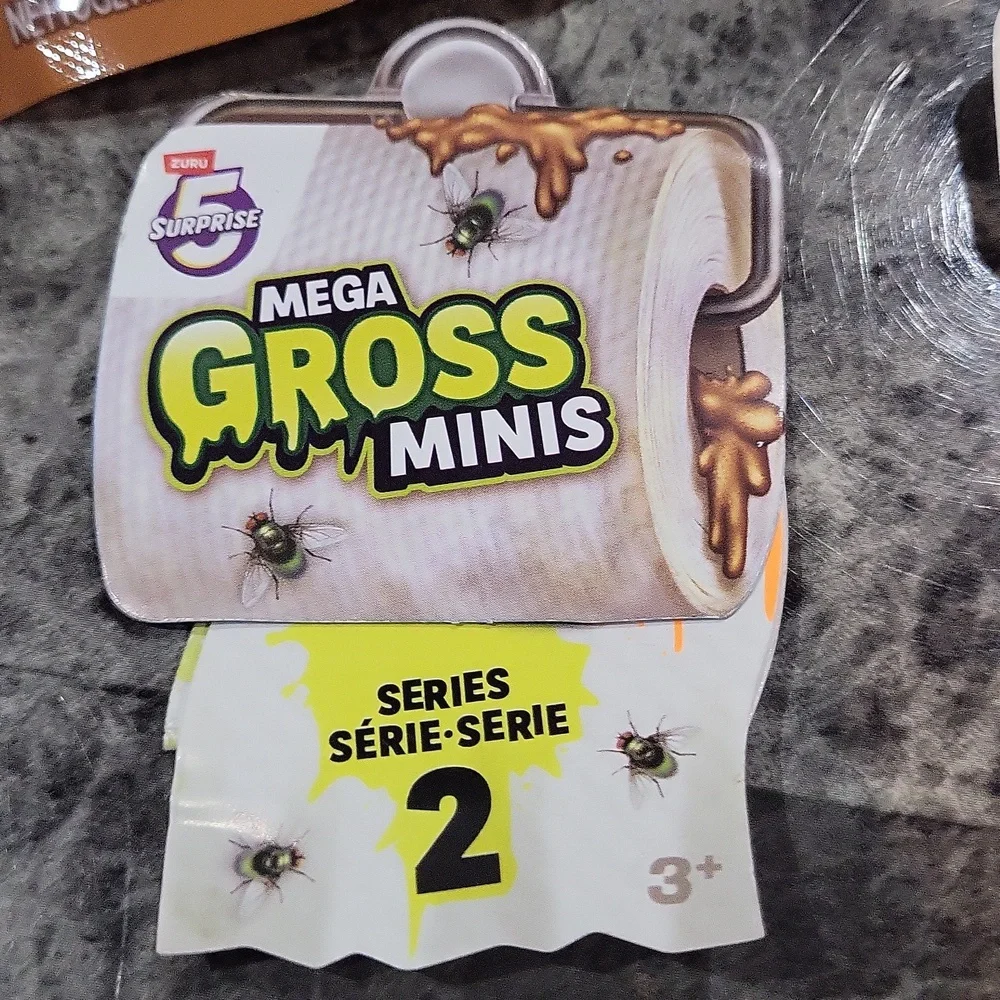 ZURU
5
SURPRISE
MEGA
GROSS
MINIS
SERIES
SÉRIE·SERIE
2
3+